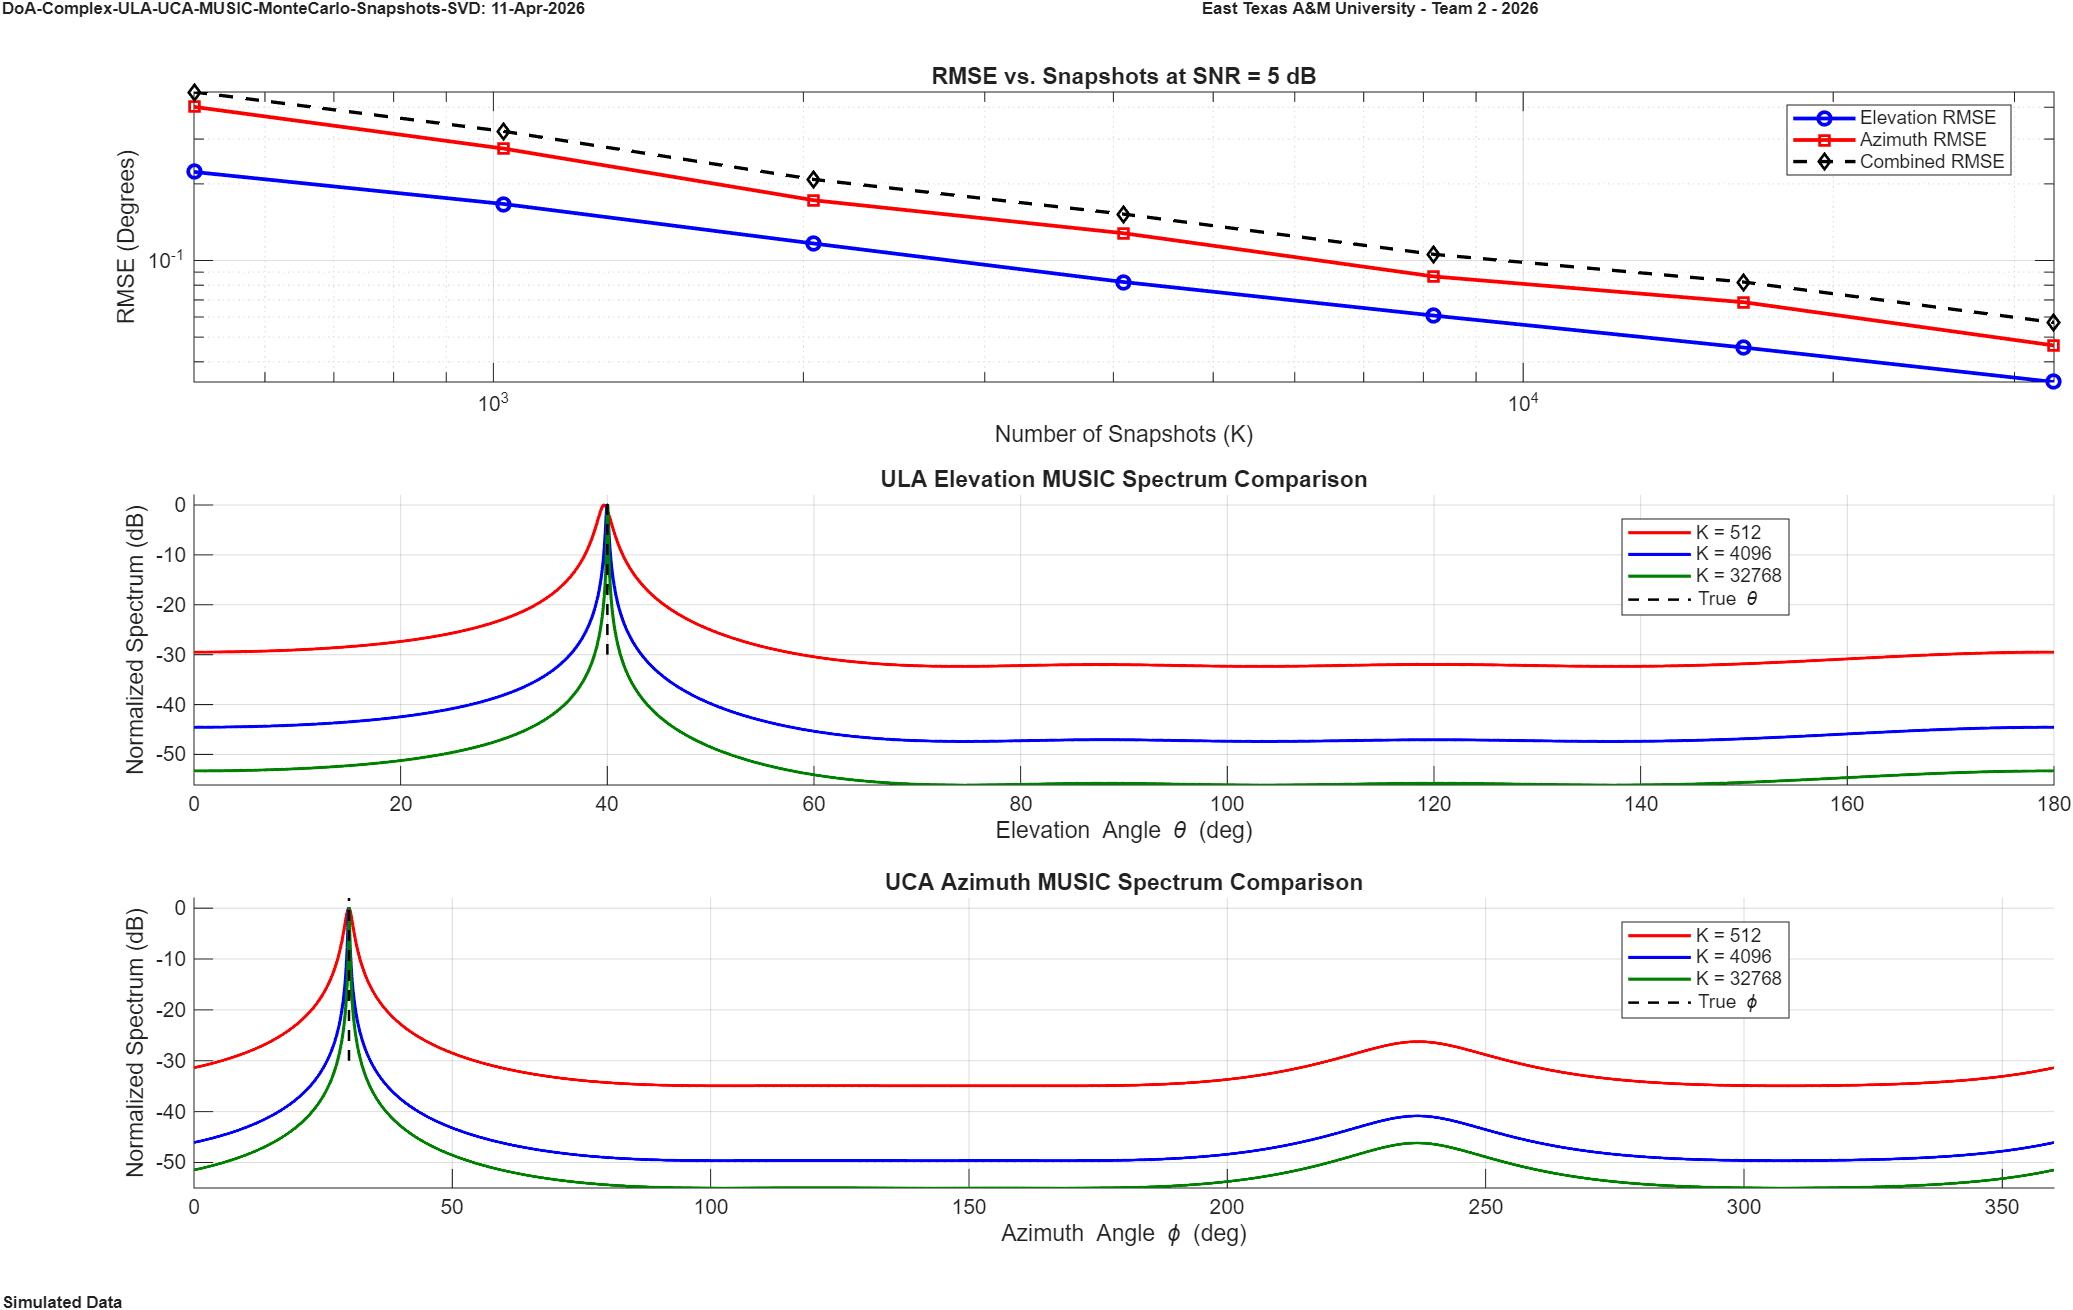 DoA-Complex-ULA-UCA-MUSIC-MonteCarlo-Snapshots-SVD: 11-Apr-2026
East Texas A&M University - Team 2 - 2026
RMSE vs. Snapshots at SNR = 5 dB
RMSE (Degrees)
10⁻¹
Elevation RMSE
Azimuth RMSE
Combined RMSE
10³ 10⁴
Number of Snapshots (K)
ULA Elevation MUSIC Spectrum Comparison
Normalized Spectrum (dB)
0
-10
-20
-30
-40
-50
K = 512
K = 4096
K = 32768
True θ
0 20 40 60 80 100 120 140 160 180
Elevation Angle θ (deg)
UCA Azimuth MUSIC Spectrum Comparison
Normalized Spectrum (dB)
0
-10
-20
-30
-40
-50
K = 512
K = 4096
K = 32768
True ϕ
0 50 100 150 200 250 300 350
Azimuth Angle ϕ (deg)
Simulated Data